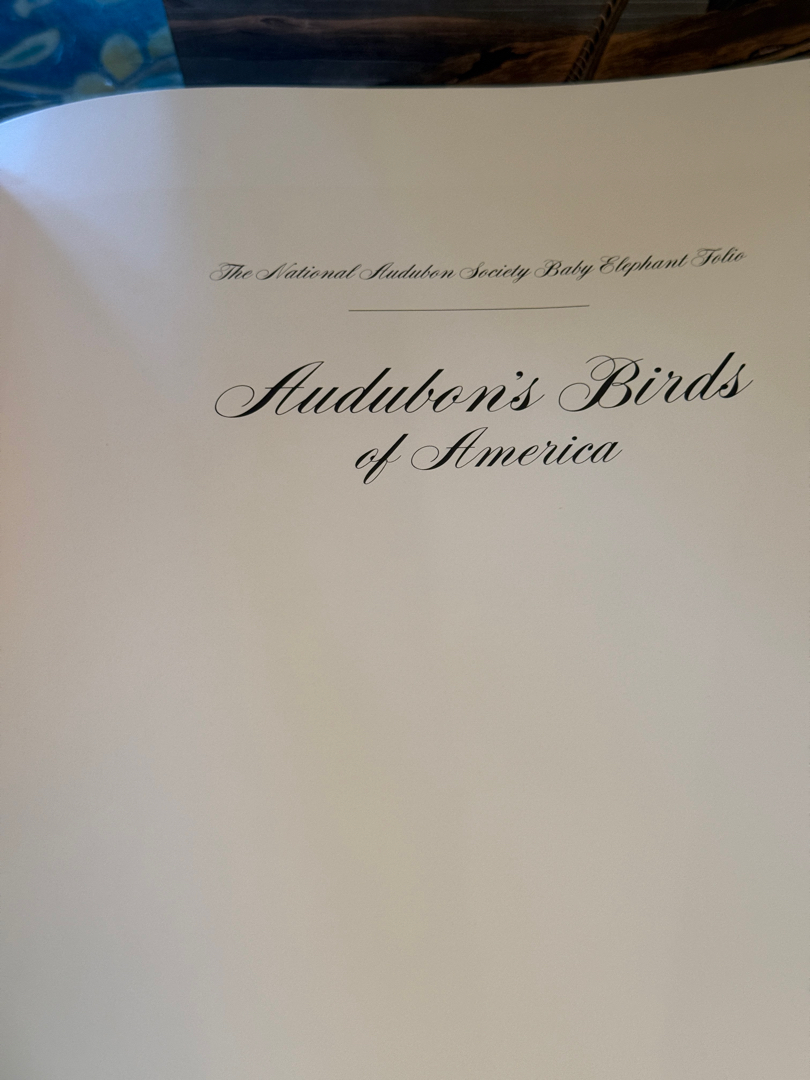 The National Audubon Society Baby Elephant Folio
Audubon's Birds
of America